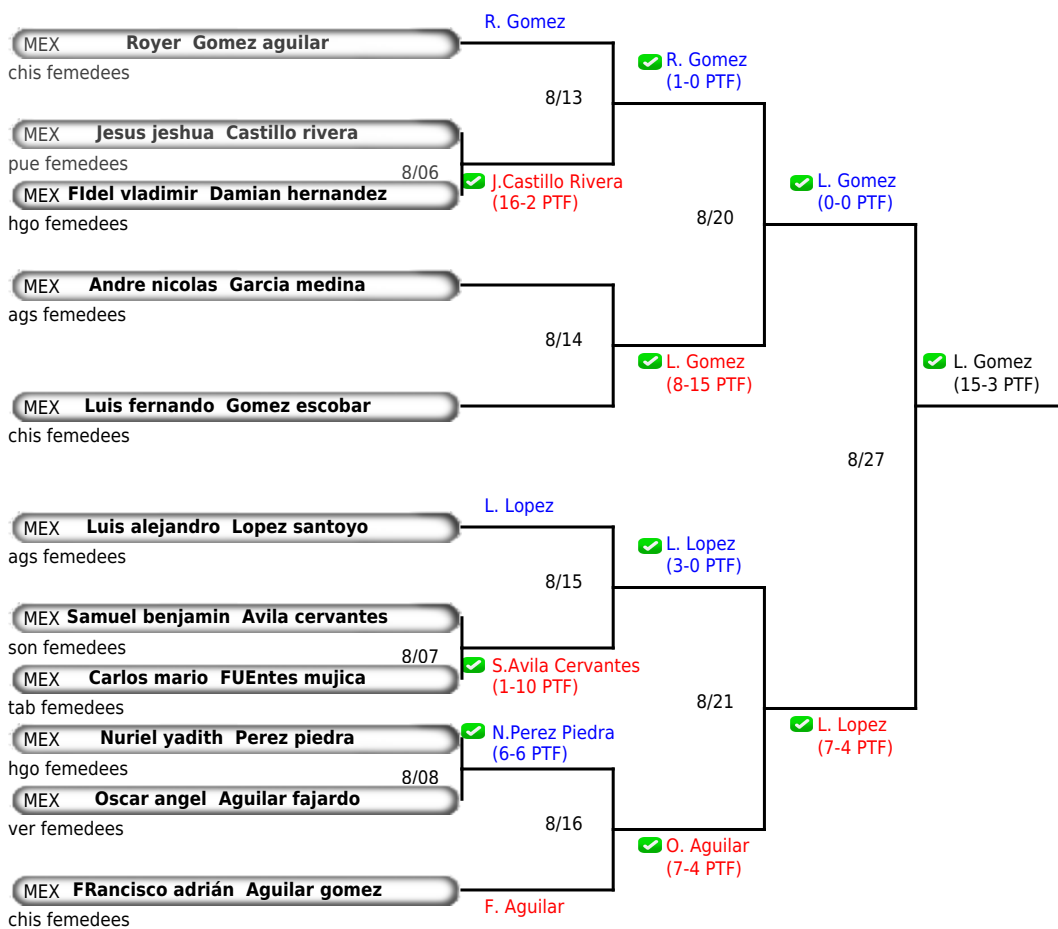 R. Gomez
MEX Royer Gomez aguilar
chis femedees
R. Gomez
(1-0 PTF)
8/13
MEX Jesus jeshua Castillo rivera
pue femedees
8/06
J.Castillo Rivera
(16-2 PTF)
MEX FIdel vladimir Damian hernandez
hgo femedees
L. Gomez
(0-0 PTF)
8/20
MEX Andre nicolas Garcia medina
ags femedees
8/14
L. Gomez
(8-15 PTF)
L. Gomez
(15-3 PTF)
MEX Luis fernando Gomez escobar
chis femedees
8/27
L. Lopez
MEX Luis alejandro Lopez santoyo
ags femedees
L. Lopez
(3-0 PTF)
8/15
MEX Samuel benjamin Avila cervantes
son femedees
8/07
S.Avila Cervantes
(1-10 PTF)
MEX Carlos mario FUEntes mujica
tab femedees
8/21
L. Lopez
(7-4 PTF)
MEX Nuriel yadith Perez piedra
hgo femedees
N.Perez Piedra
(6-6 PTF)
8/08
MEX Oscar angel Aguilar fajardo
ver femedees
8/16
O. Aguilar
(7-4 PTF)
MEX FRancisco adrián Aguilar gomez
chis femedees
F. Aguilar